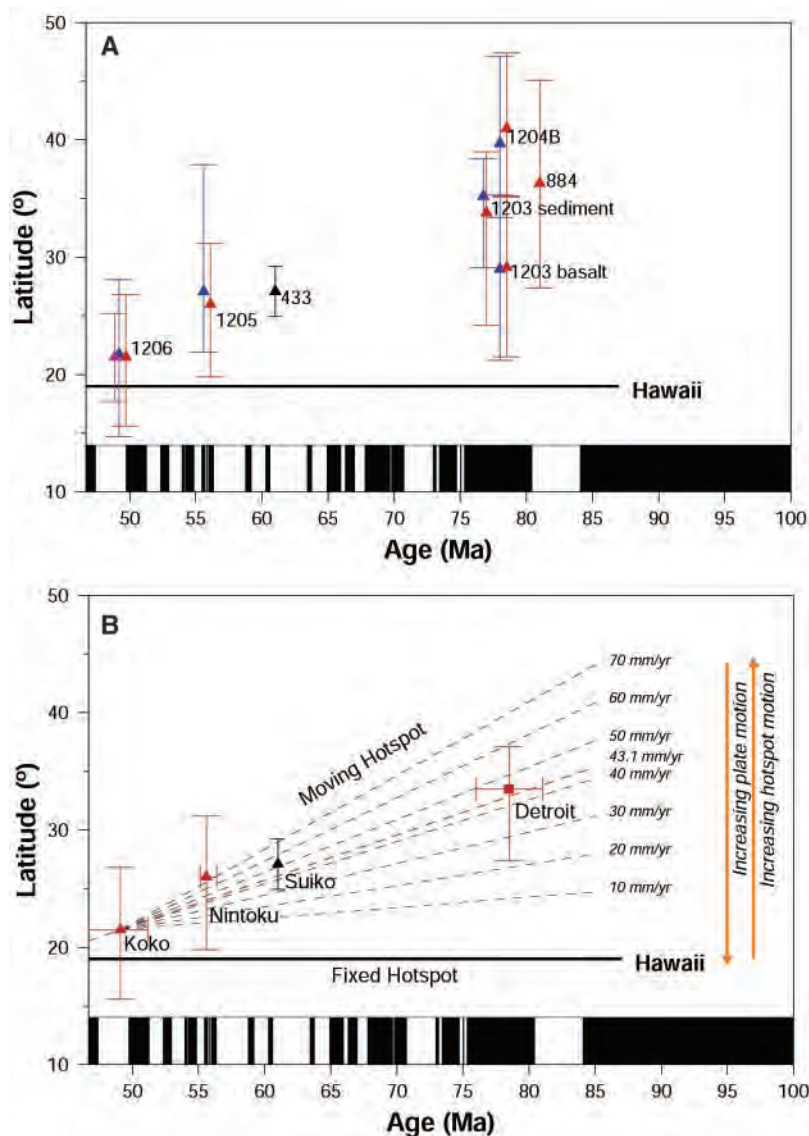 A
50
40
30
20
10
Latitude (º)
1204B
884
1203 sediment
1203 basalt
433
1205
1206
Hawaii
50 55 60 65 70 75 80 85 90 95 100
Age (Ma)
B
50
40
30
20
10
Latitude (º)
70 mm/yr
60 mm/yr
50 mm/yr
43.1 mm/yr
40 mm/yr
30 mm/yr
20 mm/yr
10 mm/yr
Moving Hotspot
Detroit
Suiko
Nintoku
Koko
Hawaii
Fixed Hotspot
Increasing plate motion
Increasing hotspot motion
50 55 60 65 70 75 80 85 90 95 100
Age (Ma)